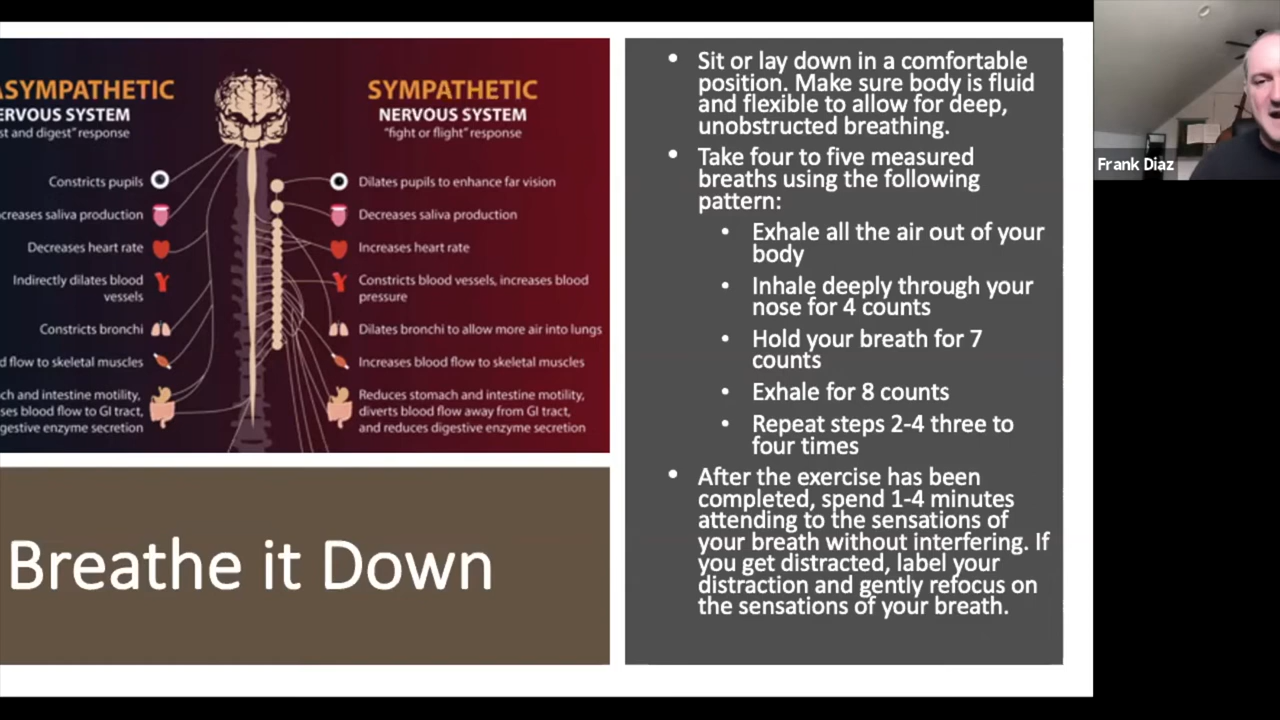 ASYMPATHETIC
ERVOUS SYSTEM
st and digest" response
Constricts pupils
creases saliva production
Decreases heart rate
Indirectly dilates blood
vessels
Constricts bronchi
d flow to skeletal muscles
ch and intestine motility,
ses blood flow to GI tract,
igestive enzyme secretion
SYMPATHETIC
NERVOUS SYSTEM
"fight or flight" response
Dilates pupils to enhance far vision
Decreases saliva production
Increases heart rate
Constricts blood vessels, increases blood
pressure
Dilates bronchi to allow more air into lungs
Increases blood flow to skeletal muscles
Reduces stomach and intestine motility,
diverts blood flow away from GI tract,
and reduces digestive enzyme secretion
Breathe it Down
• Sit or lay down in a comfortable
position. Make sure body is fluid
and flexible to allow for deep,
unobstructed breathing.
• Take four to five measured
breaths using the following
pattern:
• Exhale all the air out of your
body
• Inhale deeply through your
nose for 4 counts
• Hold your breath for 7
counts
• Exhale for 8 counts
• Repeat steps 2-4 three to
four times
• After the exercise has been
completed, spend 1-4 minutes
attending to the sensations of
your breath without interfering. If
you get distracted, label your
distraction and gently refocus on
the sensations of your breath.
Frank Diaz